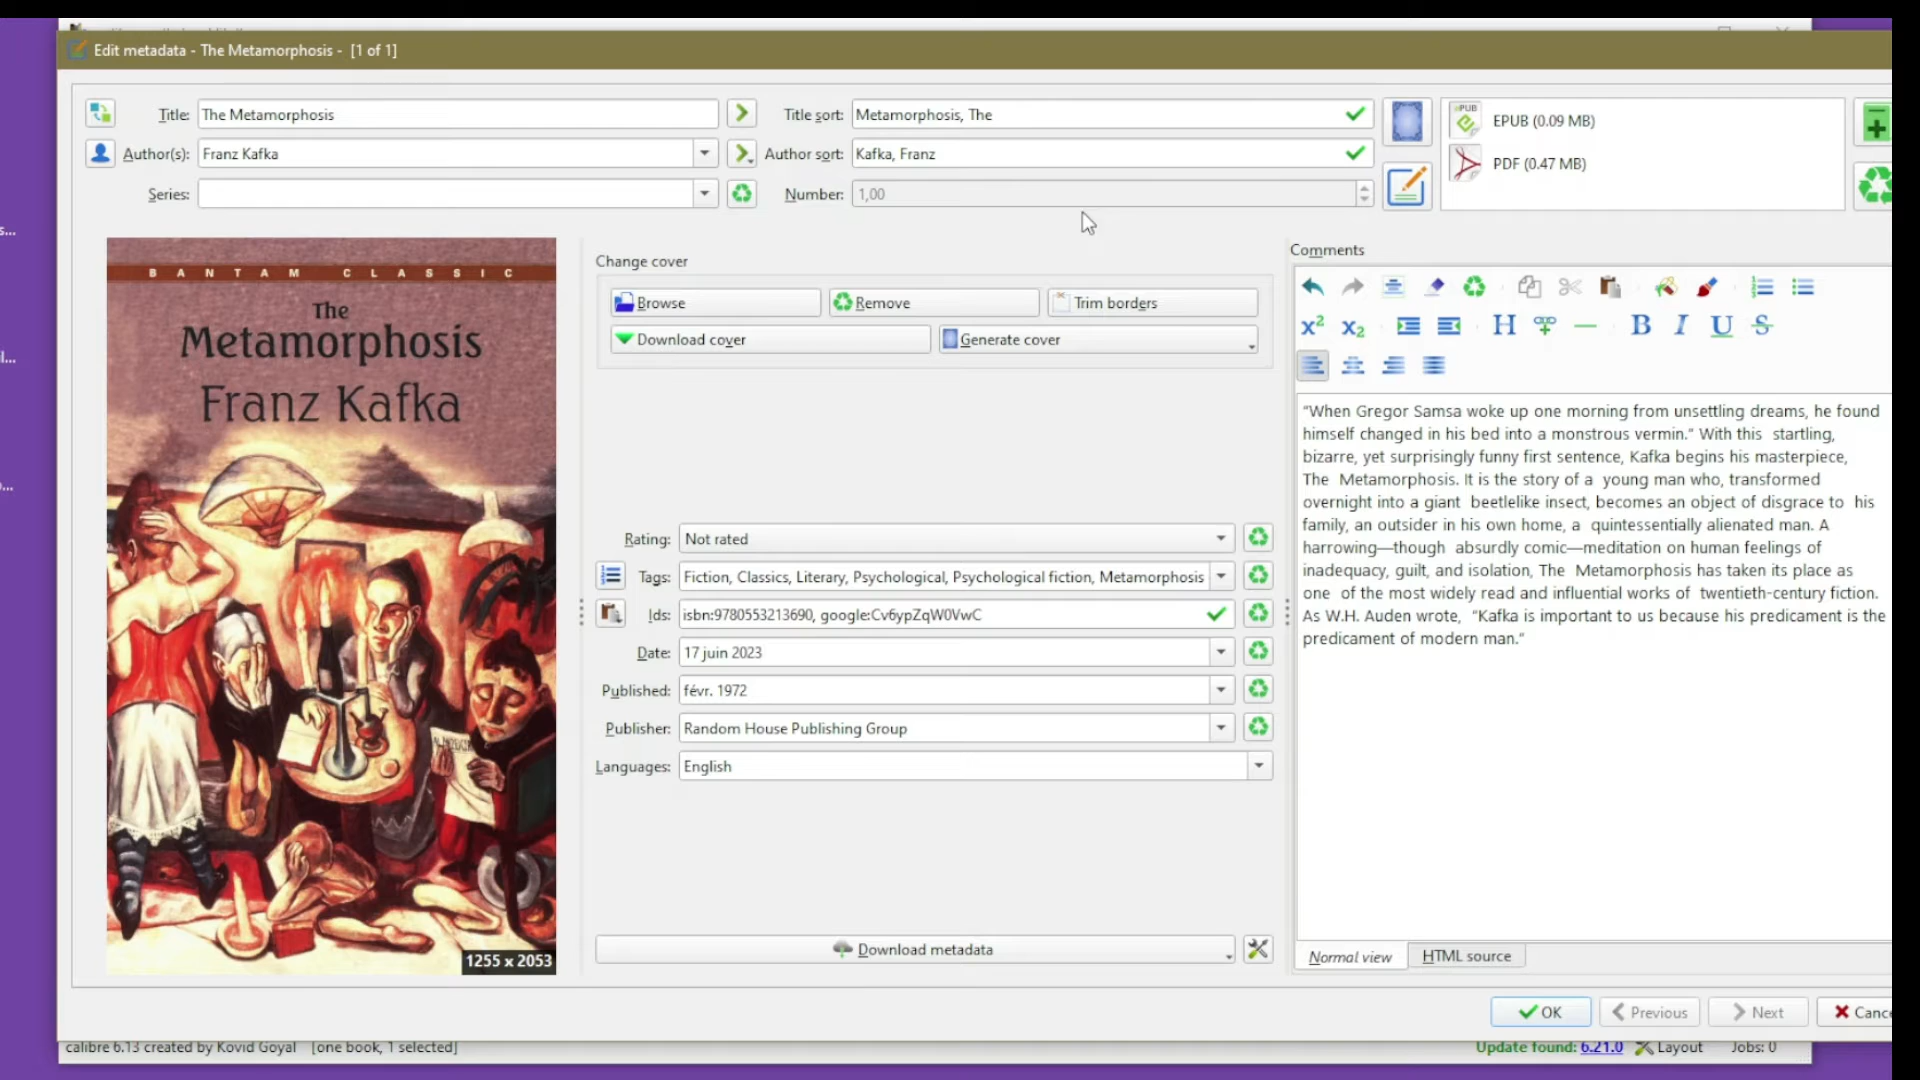 Edit metadata - The Metamorphosis - [1 of 1]
Title: The Metamorphosis
Title sort: Metamorphosis, The
Author(s): Franz Kafka
Author sort: Kafka, Franz
Series:
Number: 1,00
EPUB (0.09 MB)
PDF (0.47 MB)
s...
l...
...
BANTAM CLASSIC
The
Metamorphosis
Franz Kafka
1255 x 2053
Change cover
Browse
Remove
Trim borders
Download cover
Generate cover
Rating: Not rated
Tags: Fiction, Classics, Literary, Psychological, Psychological fiction, Metamorphosis
Ids: isbn:9780553213690, google:Cv6ypZqW0VwC
Date: 17 juin 2023
Published: févr. 1972
Publisher: Random House Publishing Group
Languages: English
Download metadata
Comments
X² X₂ H B I U S
“When Gregor Samsa woke up one morning from unsettling dreams, he found
himself changed in his bed into a monstrous vermin.” With this startling,
bizarre, yet surprisingly funny first sentence, Kafka begins his masterpiece,
The Metamorphosis. It is the story of a young man who, transformed
overnight into a giant beetlelike insect, becomes an object of disgrace to his
family, an outsider in his own home, a quintessentially alienated man. A
harrowing—though absurdly comic—meditation on human feelings of
inadequacy, guilt, and isolation, The Metamorphosis has taken its place as
one of the most widely read and influential works of twentieth-century fiction.
As W.H. Auden wrote, “Kafka is important to us because his predicament is the
predicament of modern man.”
Normal view
HTML source
OK
Previous
Next
Cance
calibre 6.13 created by Kovid Goyal [one book, 1 selected]
Update found: 6.21.0
Layout
Jobs: 0